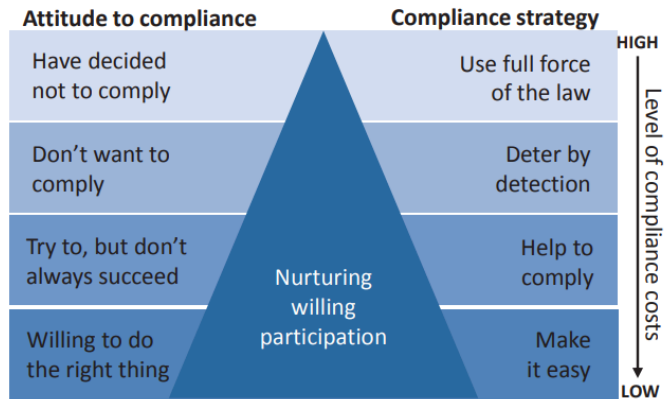 Attitude to compliance
Compliance strategy
HIGH
Have decided
not to comply
Use full force
of the law
Don't want to
comply
Deter by
detection
Try to, but don't
always succeed
Help to
comply
Nurturing
willing
participation
Willing to do
the right thing
Make
it easy
Level of compliance costs
LOW